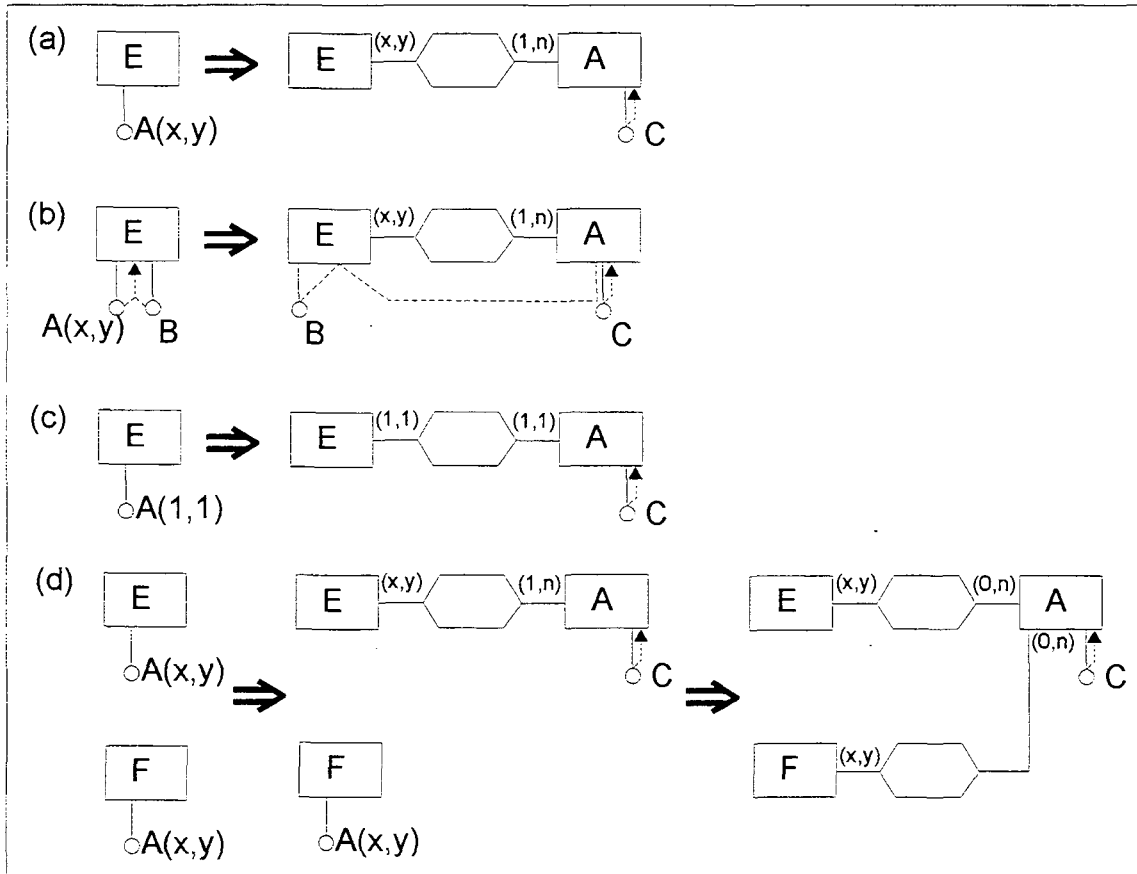 (a) E (x,y) (1,n) E A
A(x,y) C
(b) E (x,y) (1,n) E A
A(x,y) B B C
(c) E (1,1) (1,1) E A
A(1,1) C
(d) E (x,y) (1,n) E A (x,y) (0,n) E A
A(x,y) C (0,n) C
F F (x,y) F
A(x,y) A(x,y)